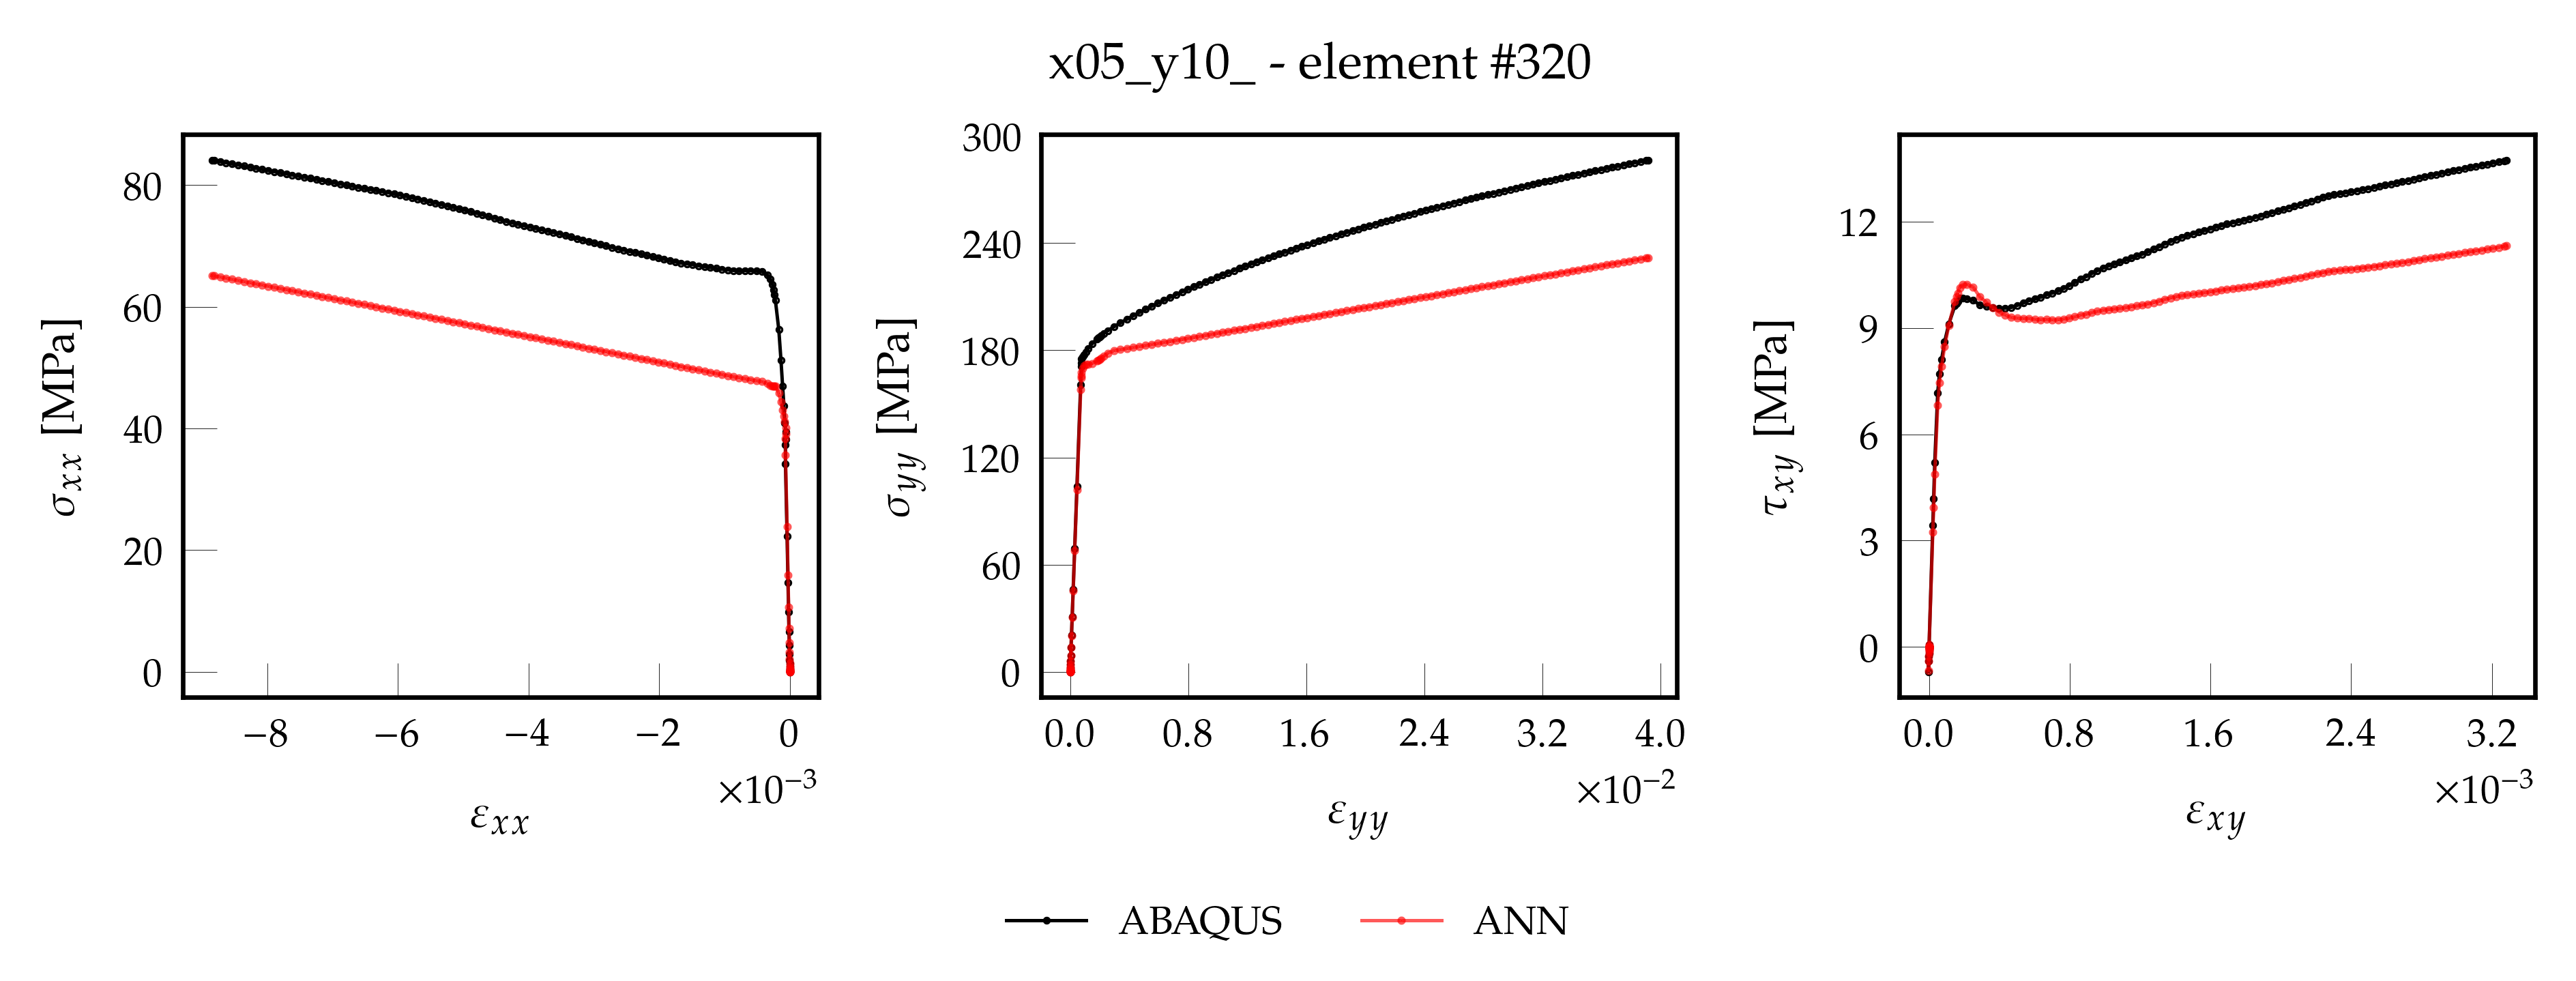 x05_y10_ - element #320
σxx [MPa]
80
60
40
20
0
−8 −6 −4 −2 0
×10−3
εxx
σyy [MPa]
300
240
180
120
60
0
0.0 0.8 1.6 2.4 3.2 4.0
×10−2
εyy
τxy [MPa]
12
9
6
3
0
0.0 0.8 1.6 2.4 3.2
×10−3
εxy
ABAQUS ANN